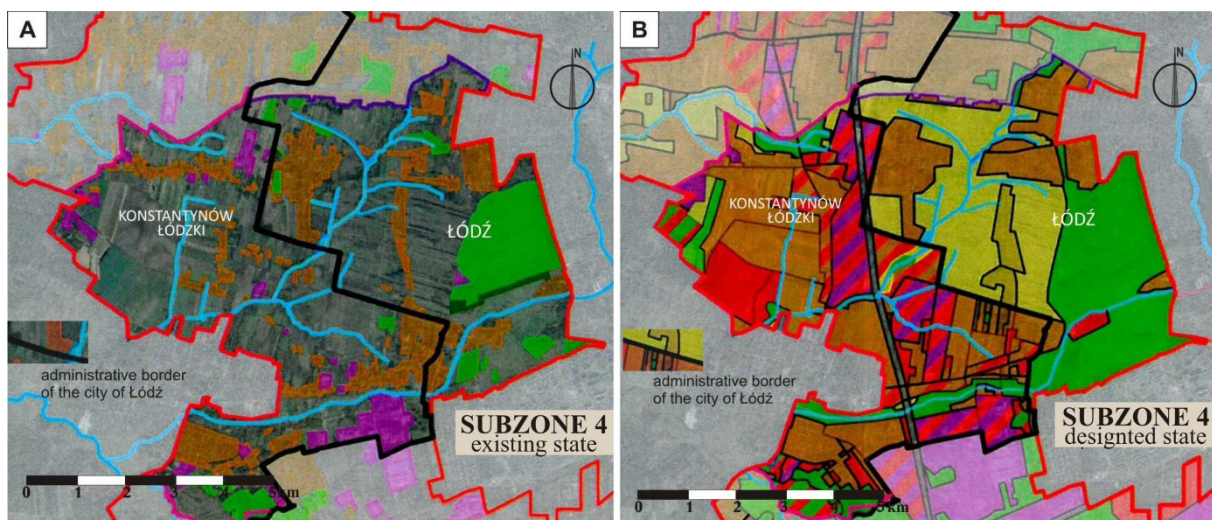 A
N
KONSTANTYNÓW
ŁÓDZKI
ŁÓDŹ
administrative border
of the city of Łódź
SUBZONE 4
existing state
0 1 2 3 4 5 km
B
N
KONSTANTYNÓW
ŁÓDZKI
ŁÓDŹ
administrative border
of the city of Łódź
SUBZONE 4
designted state
0 1 2 3 4 5 km